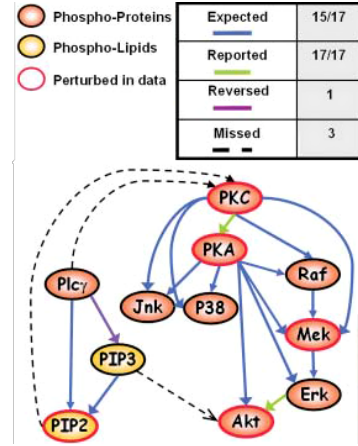 Phospho-Proteins
Phospho-Lipids
Perturbed in data
Expected 15/17
Reported 17/17
Reversed 1
Missed 3
PKC
PKA
Plcγ
Raf
Jnk P38
Mek
PIP3
Erk
PIP2
Akt